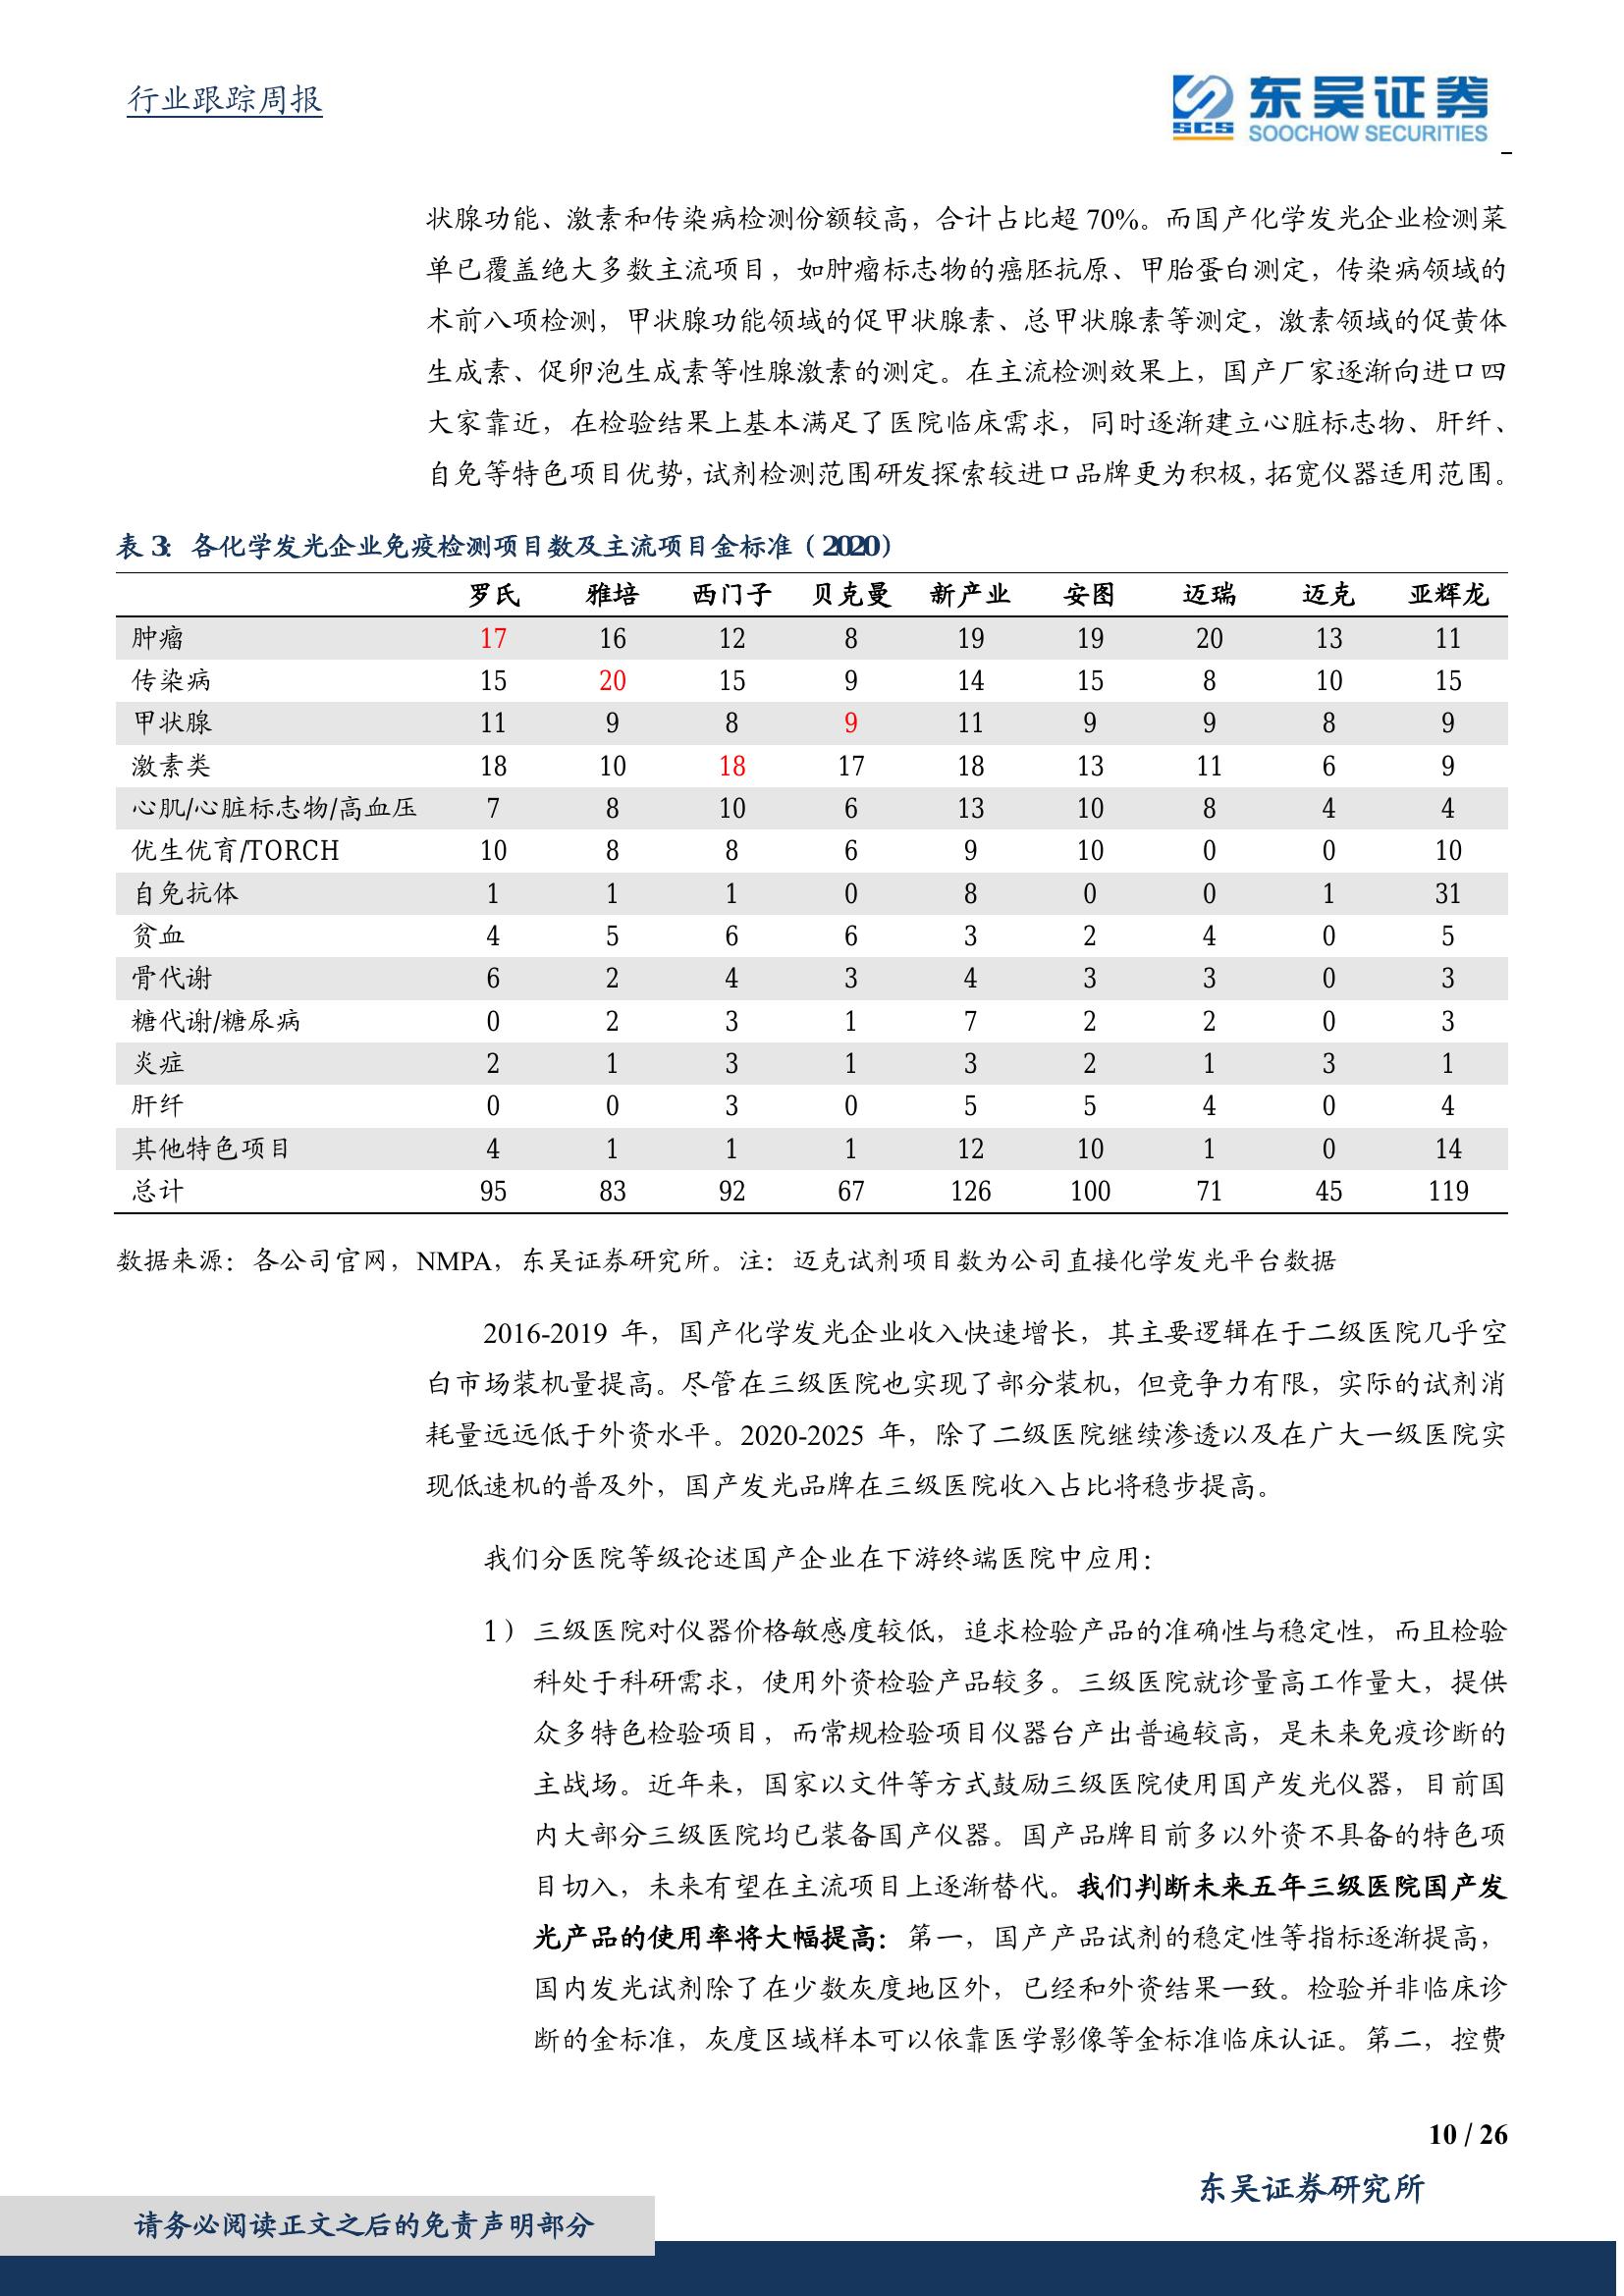 行业跟踪周报
东吴证券
SCS
SOOCHOW SECURITIES
状腺功能、激素和传染病检测份额较高，合计占比超 70%。而国产化学发光企业检测菜
单已覆盖绝大多数主流项目，如肿瘤标志物的癌胚抗原、甲胎蛋白测定，传染病领域的
术前八项检测，甲状腺功能领域的促甲状腺素、总甲状腺素等测定，激素领域的促黄体
生成素、促卵泡生成素等性腺激素的测定。在主流检测效果上，国产厂家逐渐向进口四
大家靠近，在检验结果上基本满足了医院临床需求，同时逐渐建立心脏标志物、肝纤、
自免等特色项目优势，试剂检测范围研发探索较进口品牌更为积极，拓宽仪器适用范围。
表 3：各化学发光企业免疫检测项目数及主流项目金标准（2020）
罗氏 雅培 西门子 贝克曼 新产业 安图 迈瑞 迈克 亚辉龙
肿瘤 17 16 12 8 19 19 20 13 11
传染病 15 20 15 9 14 15 8 10 15
甲状腺 11 9 8 9 11 9 9 8 9
激素类 18 10 18 17 18 13 11 6 9
心肌/心脏标志物/高血压 7 8 10 6 13 10 8 4 4
优生优育/TORCH 10 8 8 6 9 10 0 0 10
自免抗体 1 1 1 0 8 0 0 1 31
贫血 4 5 6 6 3 2 4 0 5
骨代谢 6 2 4 3 4 3 3 0 3
糖代谢/糖尿病 0 2 3 1 7 2 2 0 3
炎症 2 1 3 1 3 2 1 3 1
肝纤 0 0 3 0 5 5 4 0 4
其他特色项目 4 1 1 1 12 10 1 0 14
总计 95 83 92 67 126 100 71 45 119
数据来源：各公司官网，NMPA，东吴证券研究所。注：迈克试剂项目数为公司直接化学发光平台数据
2016-2019 年，国产化学发光企业收入快速增长，其主要逻辑在于二级医院几乎空
白市场装机量提高。尽管在三级医院也实现了部分装机，但竞争力有限，实际的试剂消
耗量远远低于外资水平。2020-2025 年，除了二级医院继续渗透以及在广大一级医院实
现低速机的普及外，国产发光品牌在三级医院收入占比将稳步提高。
我们分医院等级论述国产企业在下游终端医院中应用：
1） 三级医院对仪器价格敏感度较低，追求检验产品的准确性与稳定性，而且检验
科处于科研需求，使用外资检验产品较多。三级医院就诊量高工作量大，提供
众多特色检验项目，而常规检验项目仪器台产出普遍较高，是未来免疫诊断的
主战场。近年来，国家以文件等方式鼓励三级医院使用国产发光仪器，目前国
内大部分三级医院均已装备国产仪器。国产品牌目前多以外资不具备的特色项
目切入，未来有望在主流项目上逐渐替代。我们判断未来五年三级医院国产发
光产品的使用率将大幅提高：第一，国产产品试剂的稳定性等指标逐渐提高，
国内发光试剂除了在少数灰度地区外，已经和外资结果一致。检验并非临床诊
断的金标准，灰度区域样本可以依靠医学影像等金标准临床认证。第二，控费
10 / 26
东吴证券研究所
请务必阅读正文之后的免责声明部分